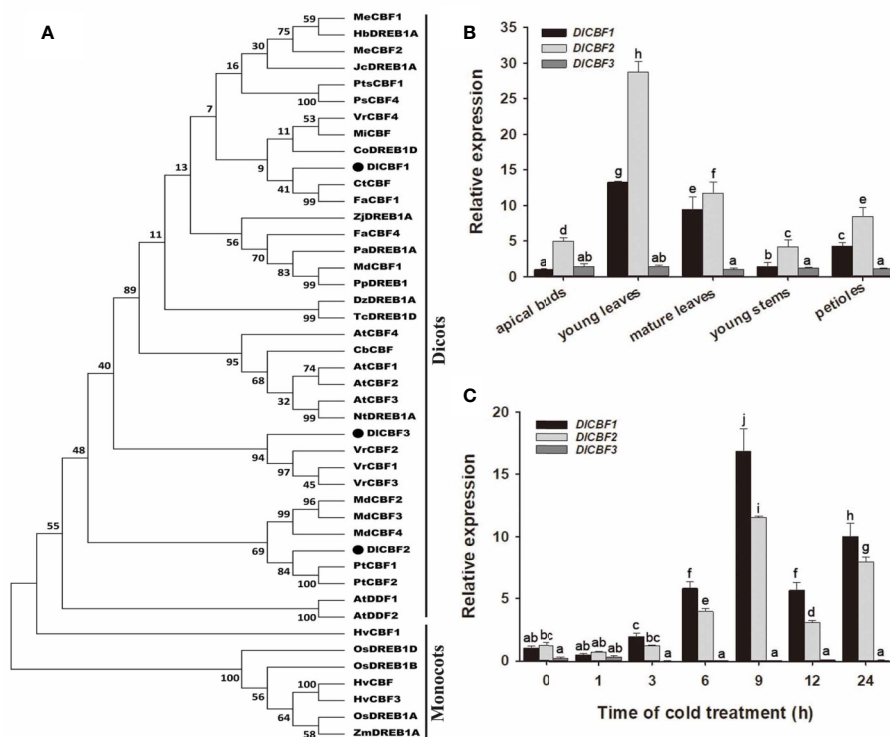 A
MeCBF1
HbDREB1A
MeCBF2
JcDREB1A
PtsCBF1
PsCBF4
VrCBF4
MiCBF
CoDREB1D
DlCBF1
CtCBF
FaCBF1
ZjDREB1A
FaCBF4
PaDREB1A
MdCBF1
PpDREB1
DzDREB1A
TcDREB1D
AtCBF4
CbCBF
AtCBF1
AtCBF2
AtCBF3
NtDREB1A
DlCBF3
VrCBF2
VrCBF1
VrCBF3
MdCBF2
MdCBF3
MdCBF4
DlCBF2
PtCBF1
PtCBF2
AtDDF1
AtDDF2
HvCBF1
OsDREB1D
OsDREB1B
HvCBF
HvCBF3
OsDREB1A
ZmDREB1A
59
75
30
16
100
7
53
11
9
41
99
13
56
70
83
99
11
99
89
95
74
68
32
99
40
94
97
45
48
96
99
69
84
100
55
100
100
100
56
64
58
Dicots
Monocots
B
DlCBF1
DlCBF2
DlCBF3
Relative expression
35
30
25
20
15
10
5
0
a d ab
g h ab
e f a
b c a
c e a
apical buds
young leaves
mature leaves
young stems
petioles
C
DlCBF1
DlCBF2
DlCBF3
Relative expression
20
15
10
5
0
ab bc a
ab ab ab
c bc a
f e a
j i a
f d a
h g a
0 1 3 6 9 12 24
Time of cold treatment (h)